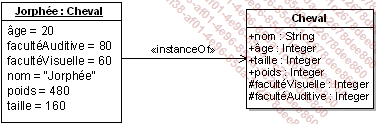 Jorphée : Cheval
âge = 20
facultéAuditive = 80
facultéVisuelle = 60
nom = "Jorphée"
poids = 480
taille = 160
«instanceOf»
Cheval
+nom : String
+âge : Integer
+taille : Integer
+poids : Integer
#facultéVisuelle : Integer
#facultéAuditive : Integer